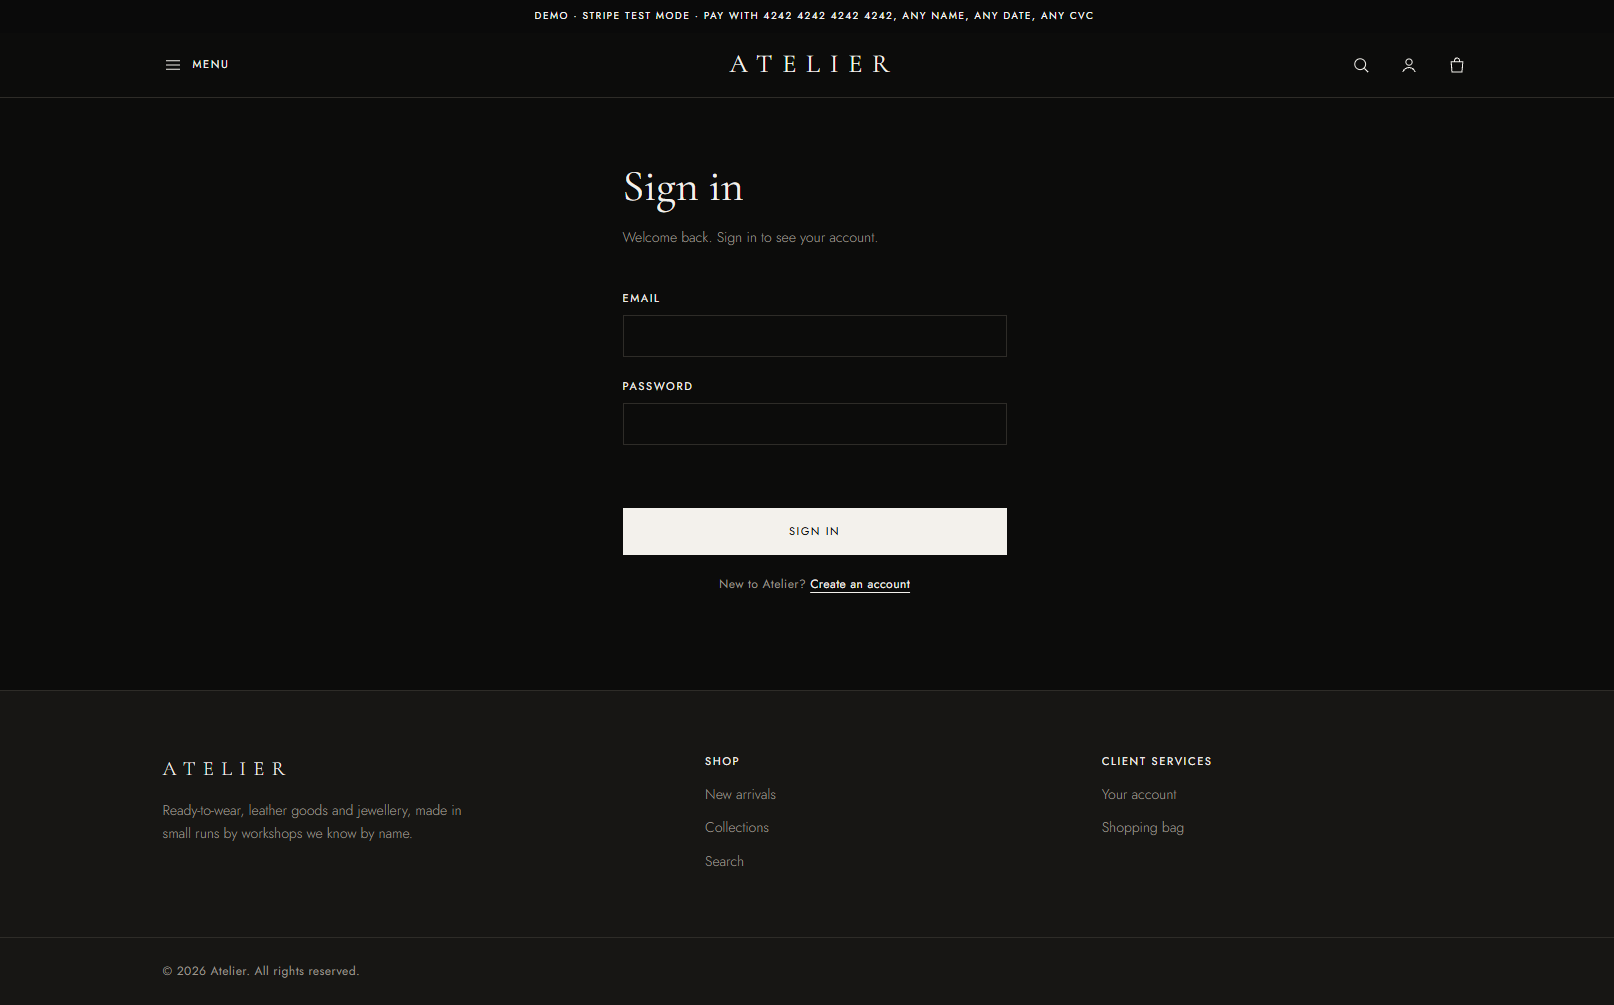 DEMO · STRIPE TEST MODE · PAY WITH 4242 4242 4242 4242, ANY NAME, ANY DATE, ANY CVC
MENU
ATELIER
Sign in
Welcome back. Sign in to see your account.
EMAIL
PASSWORD
SIGN IN
New to Atelier? Create an account
ATELIER
Ready-to-wear, leather goods and jewellery, made in
small runs by workshops we know by name.
SHOP
New arrivals
Collections
Search
CLIENT SERVICES
Your account
Shopping bag
© 2026 Atelier. All rights reserved.